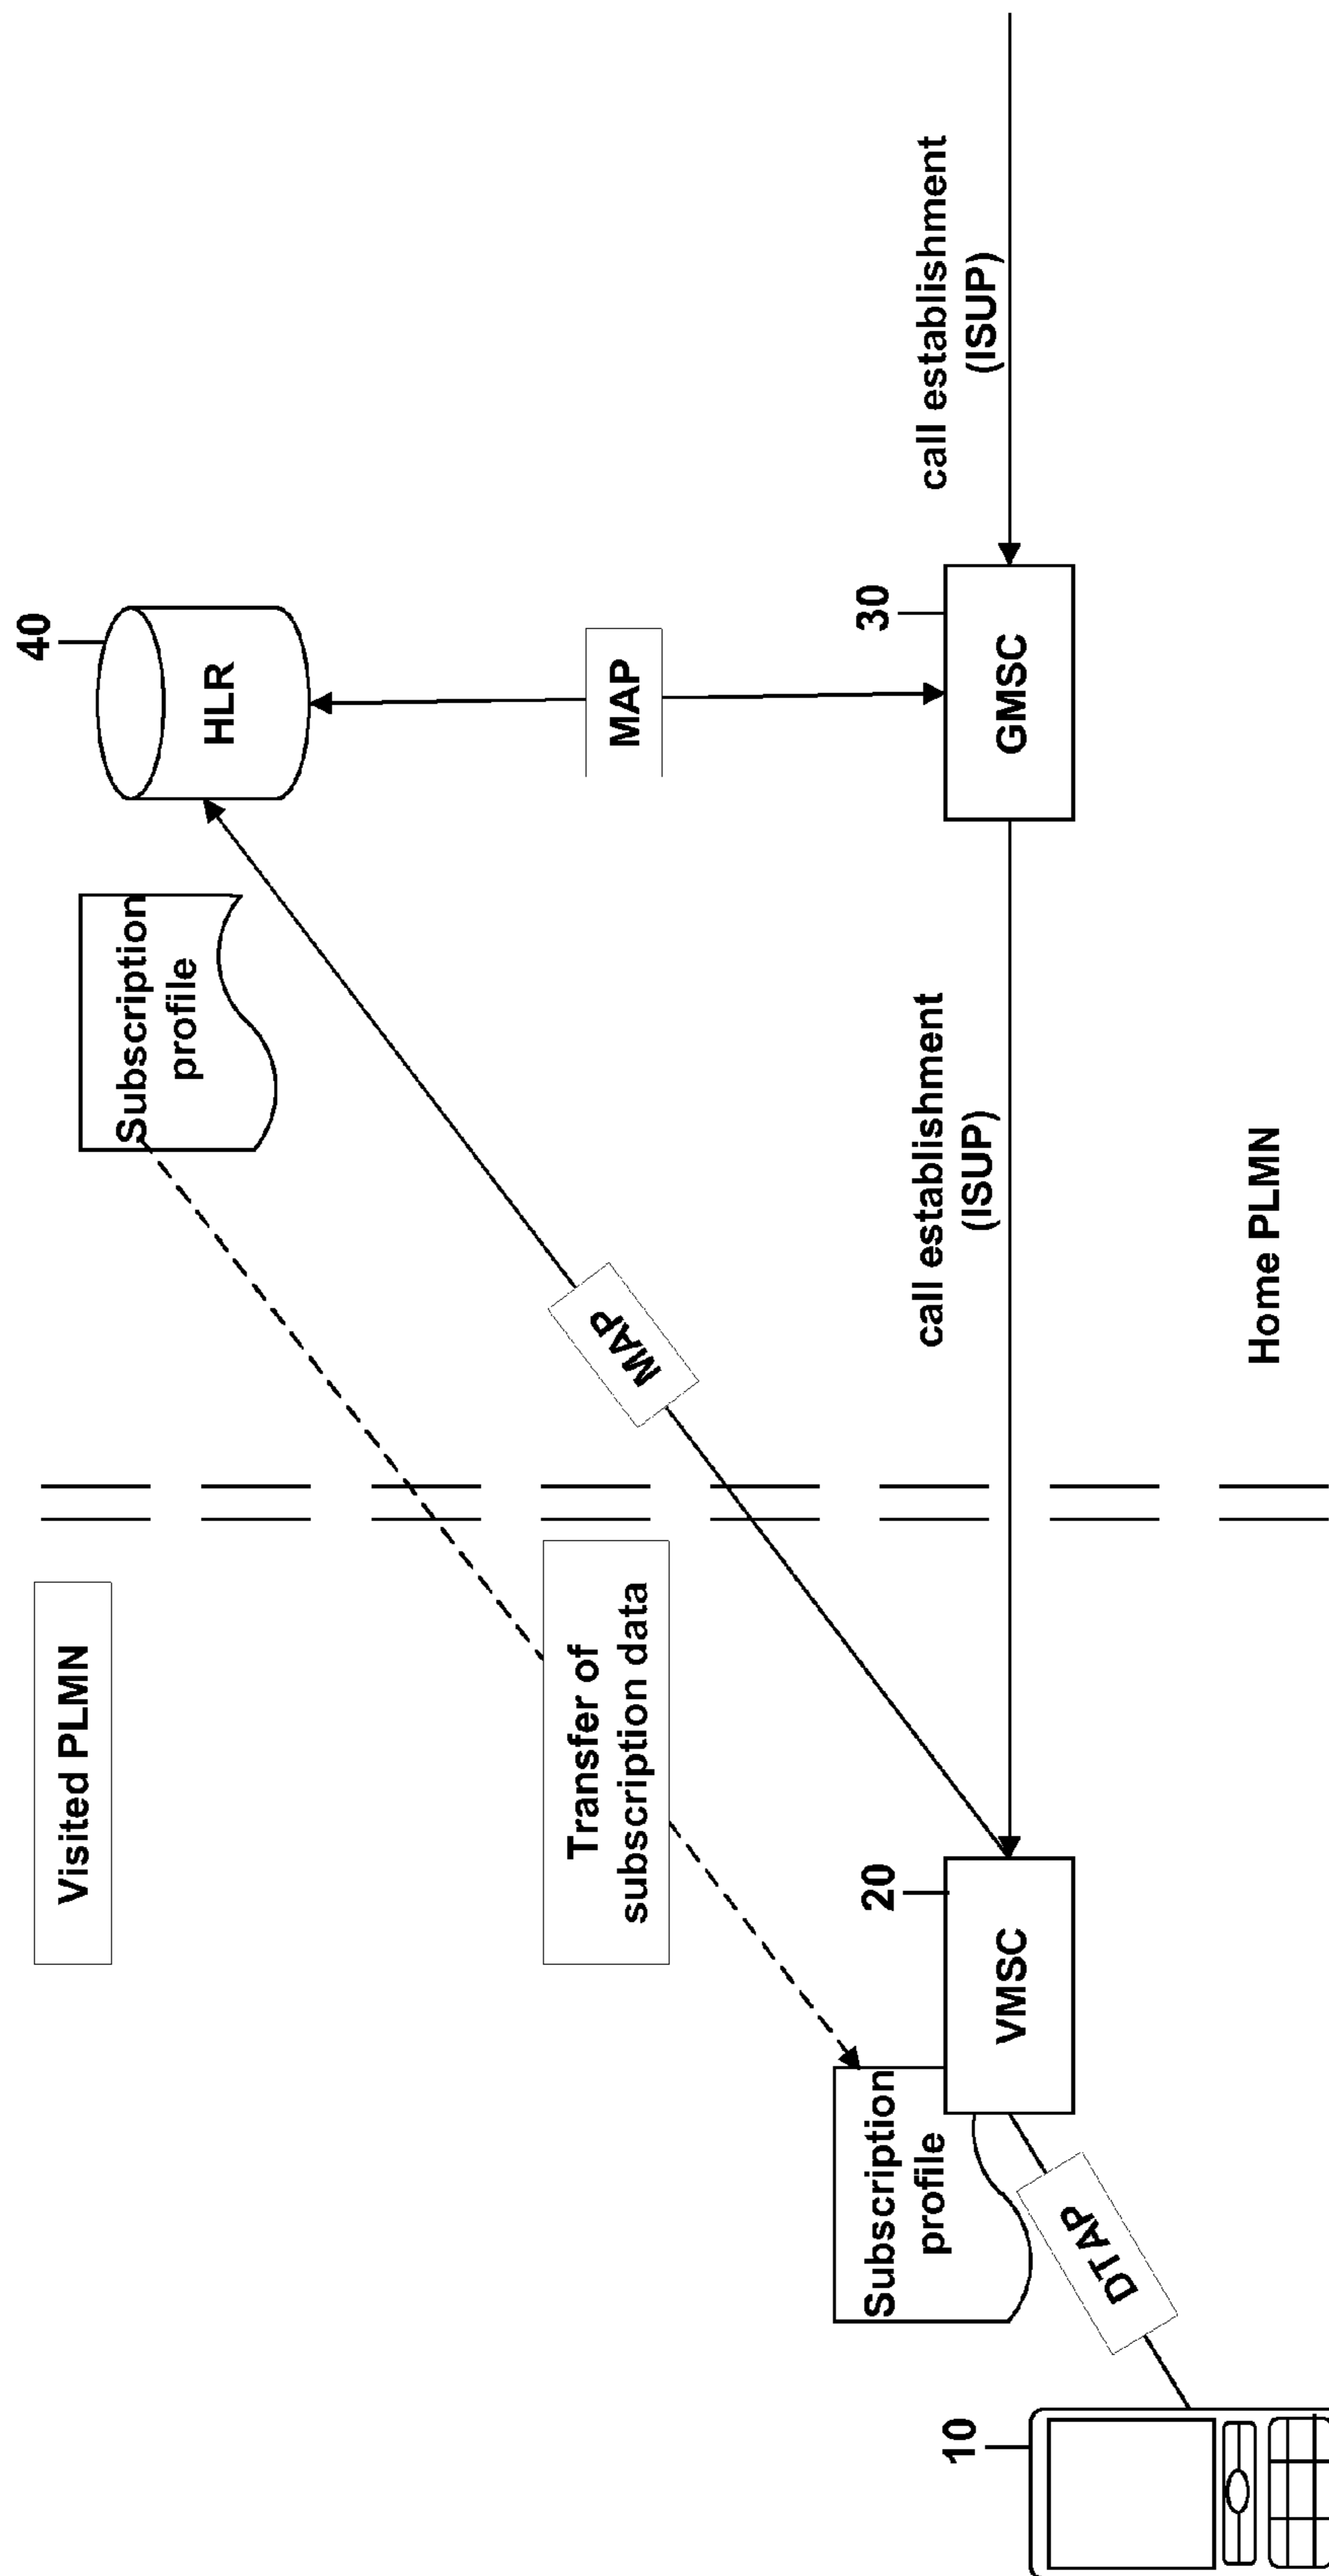 Visited PLMN
40
HLR
Subscription
profile
Transfer of
subscription data
MAP
MAP
Subscription
profile
20
VMSC
call establishment
(ISUP)
30
GMSC
call establishment
(ISUP)
10
DTAP
Home PLMN